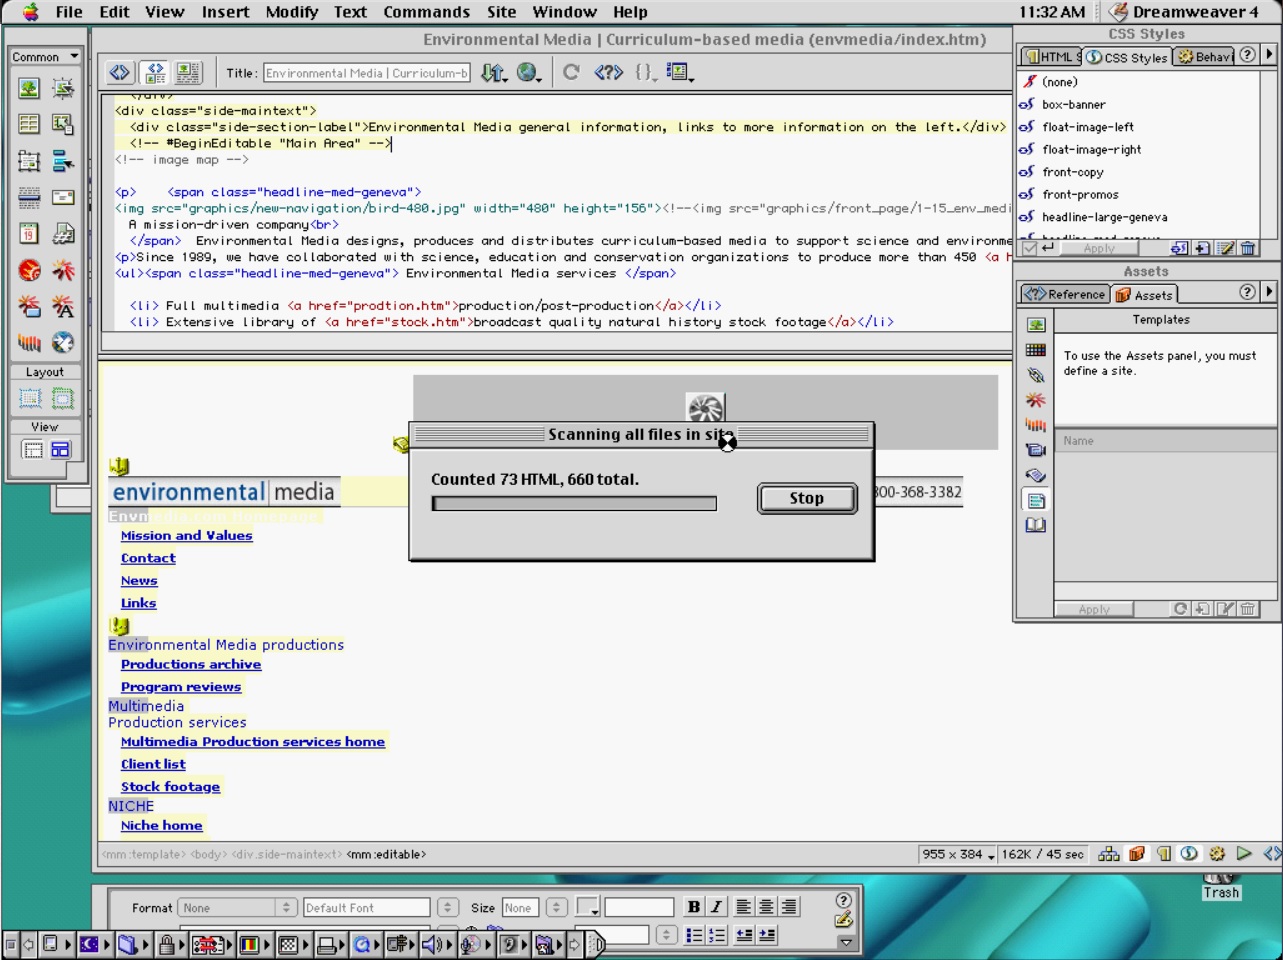 File Edit View Insert Modify Text Commands Site Window Help
11:32 AM Dreamweaver 4
Common
Layout
View
Environmental Media | Curriculum-based media (envmedia/index.htm)
Title: Environmental Media | Curriculum-b
<div class="side-maintext">
<div class="side-section-label">Environmental Media general information, links to more information on the left.</div>
<!-- #BeginEditable "Main Area" -->
<!-- image map -->
<p> <span class="headline-med-geneva">
<img src="graphics/new-navigation/bird-480.jpg" width="480" height="156"><!--<img src="graphics/front_page/1-15_env_medi
A mission-driven company<br>
</span> Environmental Media designs, produces and distributes curriculum-based media to support science and environme
<p>Since 1989, we have collaborated with science, education and conservation organizations to produce more than 450 <a h
<ul><span class="headline-med-geneva"> Environmental Media services </span>
<li> Full multimedia <a href="prodtion.htm">production/post-production</a></li>
<li> Extensive library of <a href="stock.htm">broadcast quality natural history stock footage</a></li>
CSS Styles
HTML S CSS Styles Behavi
(none)
box-banner
float-image-left
float-image-right
front-copy
front-promos
headline-large-geneva
Apply
Assets
Reference Assets
Templates
To use the Assets panel, you must
define a site.
Name
Apply
Scanning all files in site
Counted 73 HTML, 660 total.
Stop
environmental media
800-368-3382
Mission and Values
Contact
News
Links
Environmental Media productions
Productions archive
Program reviews
Multimedia
Production services
Multimedia Production services home
Client list
Stock footage
NICHE
Niche home
<mm:template> <body> <div.side-maintext> <mm:editable>
955 x 384 162K / 45 sec
Trash
Format None Default Font Size None B I